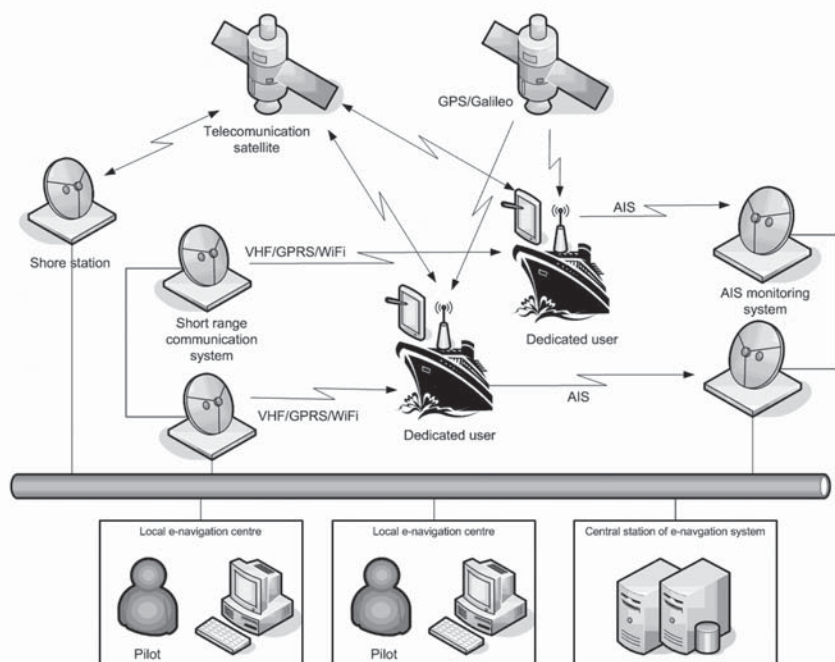 GPS/Galileo
Telecomunication
satellite
AIS
Shore station
VHF/GPRS/WiFi
AIS monitoring
system
Short range
communication
system
Dedicated user
VHF/GPRS/WiFi
AIS
Dedicated user
Local e-navigation centre
Local e-navigation centre
Central station of e-navgation system
Pilot
Pilot